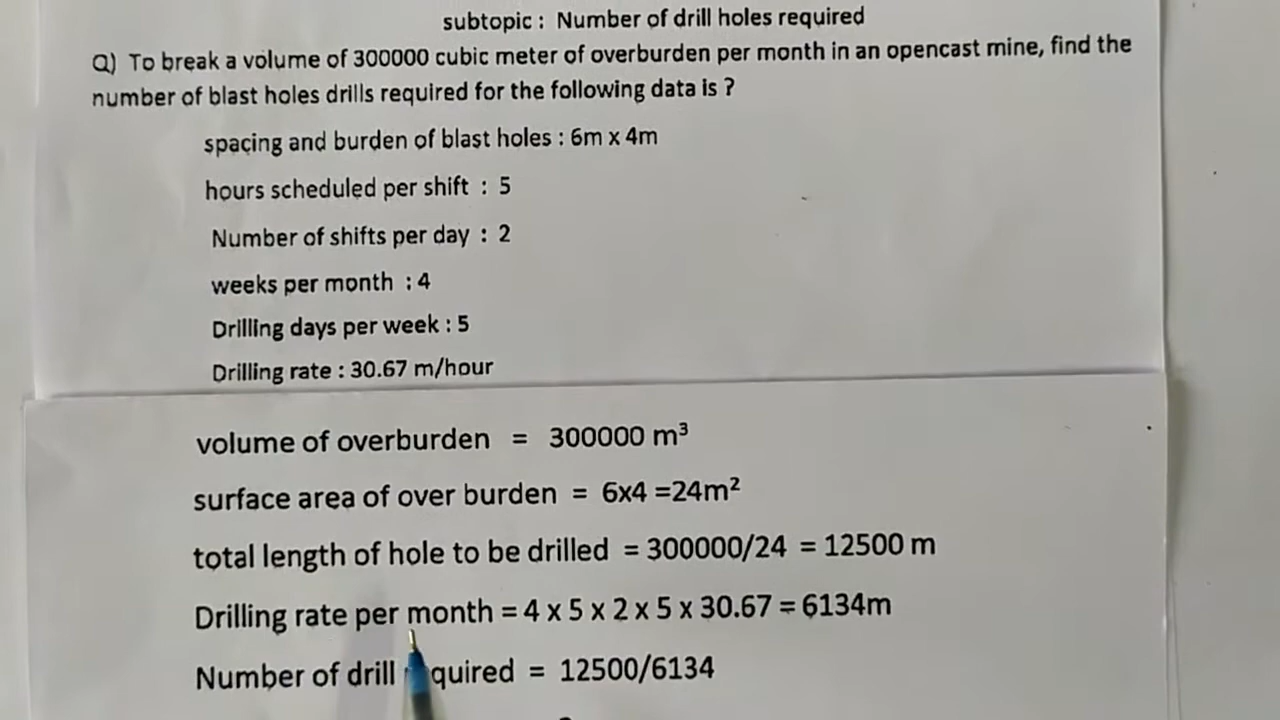 subtopic : Number of drill holes required
Q) To break a volume of 300000 cubic meter of overburden per month in an opencast mine, find the
number of blast holes drills required for the following data is ?
spacing and burden of blast holes : 6m x 4m
hours scheduled per shift : 5
Number of shifts per day : 2
weeks per month : 4
Drilling days per week : 5
Drilling rate : 30.67 m/hour
volume of overburden = 300000 m³
surface area of over burden = 6x4 =24m²
total length of hole to be drilled = 300000/24 = 12500 m
Drilling rate per month = 4 x 5 x 2 x 5 x 30.67 = 6134m
Number of drill quired = 12500/6134